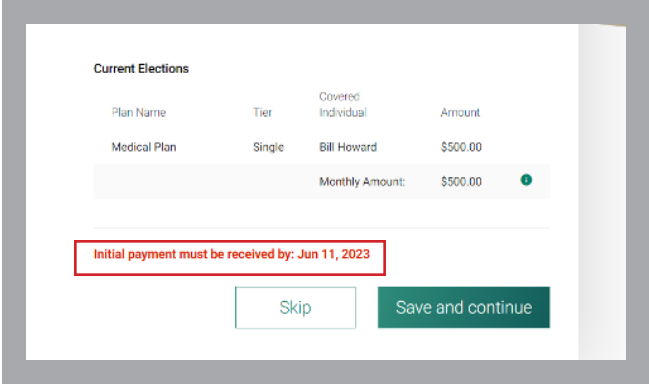 Current Elections
Plan Name Tier Covered Individual Amount
Medical Plan Single Bill Howard $500.00
Monthly Amount: $500.00
Initial payment must be received by: Jun 11, 2023
Skip Save and continue